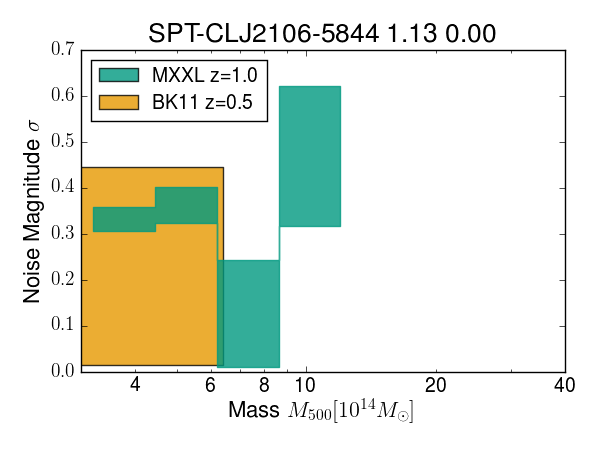 SPT-CLJ2106-5844 1.13 0.00
MXXL z=1.0
BK11 z=0.5
Noise Magnitude σ
0.7
0.6
0.5
0.4
0.3
0.2
0.1
0.0
4 6 8 10 20 40
Mass M₅₀₀[10¹⁴M⊙]